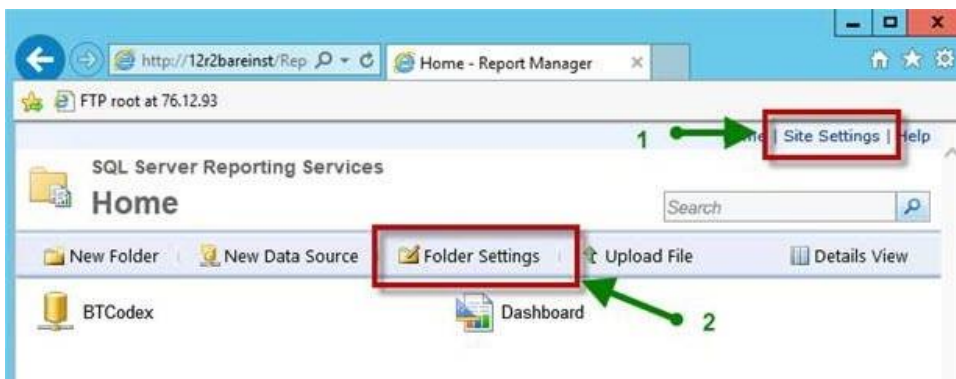 http://12r2bareinst/Rep
Home - Report Manager
FTP root at 76.12.93
1
me | Site Settings | Help
SQL Server Reporting Services
Home
Search
New Folder
New Data Source
Folder Settings
Upload File
Details View
BTCodex
Dashboard
2